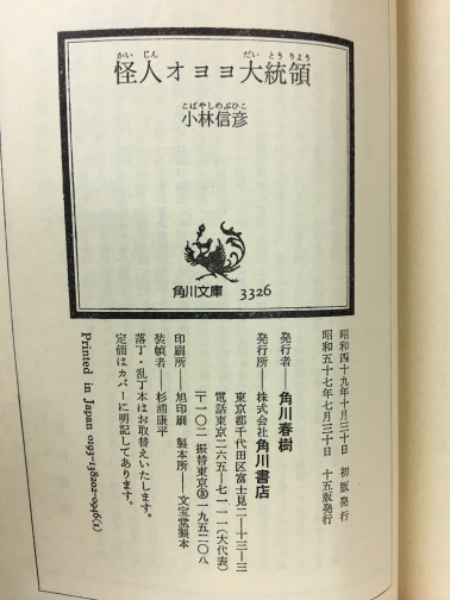 かいじん だいとうりよう
怪人オヨヨ大統領
こばやしのぶひこ
小林信彦
角川文庫 3326
昭和四十九年十月三十日 初版発行
昭和五十七年七月三十日 十五版発行
発行者——角川春樹
発行所——株式会社角川書店
東京都千代田区富士見二—十三—三
電話東京二六五—七一一一(大代表)
〒一〇二 振替東京③一九五二〇八
印刷所——旭印刷 製本所——文宝堂製本
装幀者——杉浦康平
落丁・乱丁本はお取替えいたします。
定価はカバーに明記してあります。
Printed in Japan 0193-138202-0946(1)